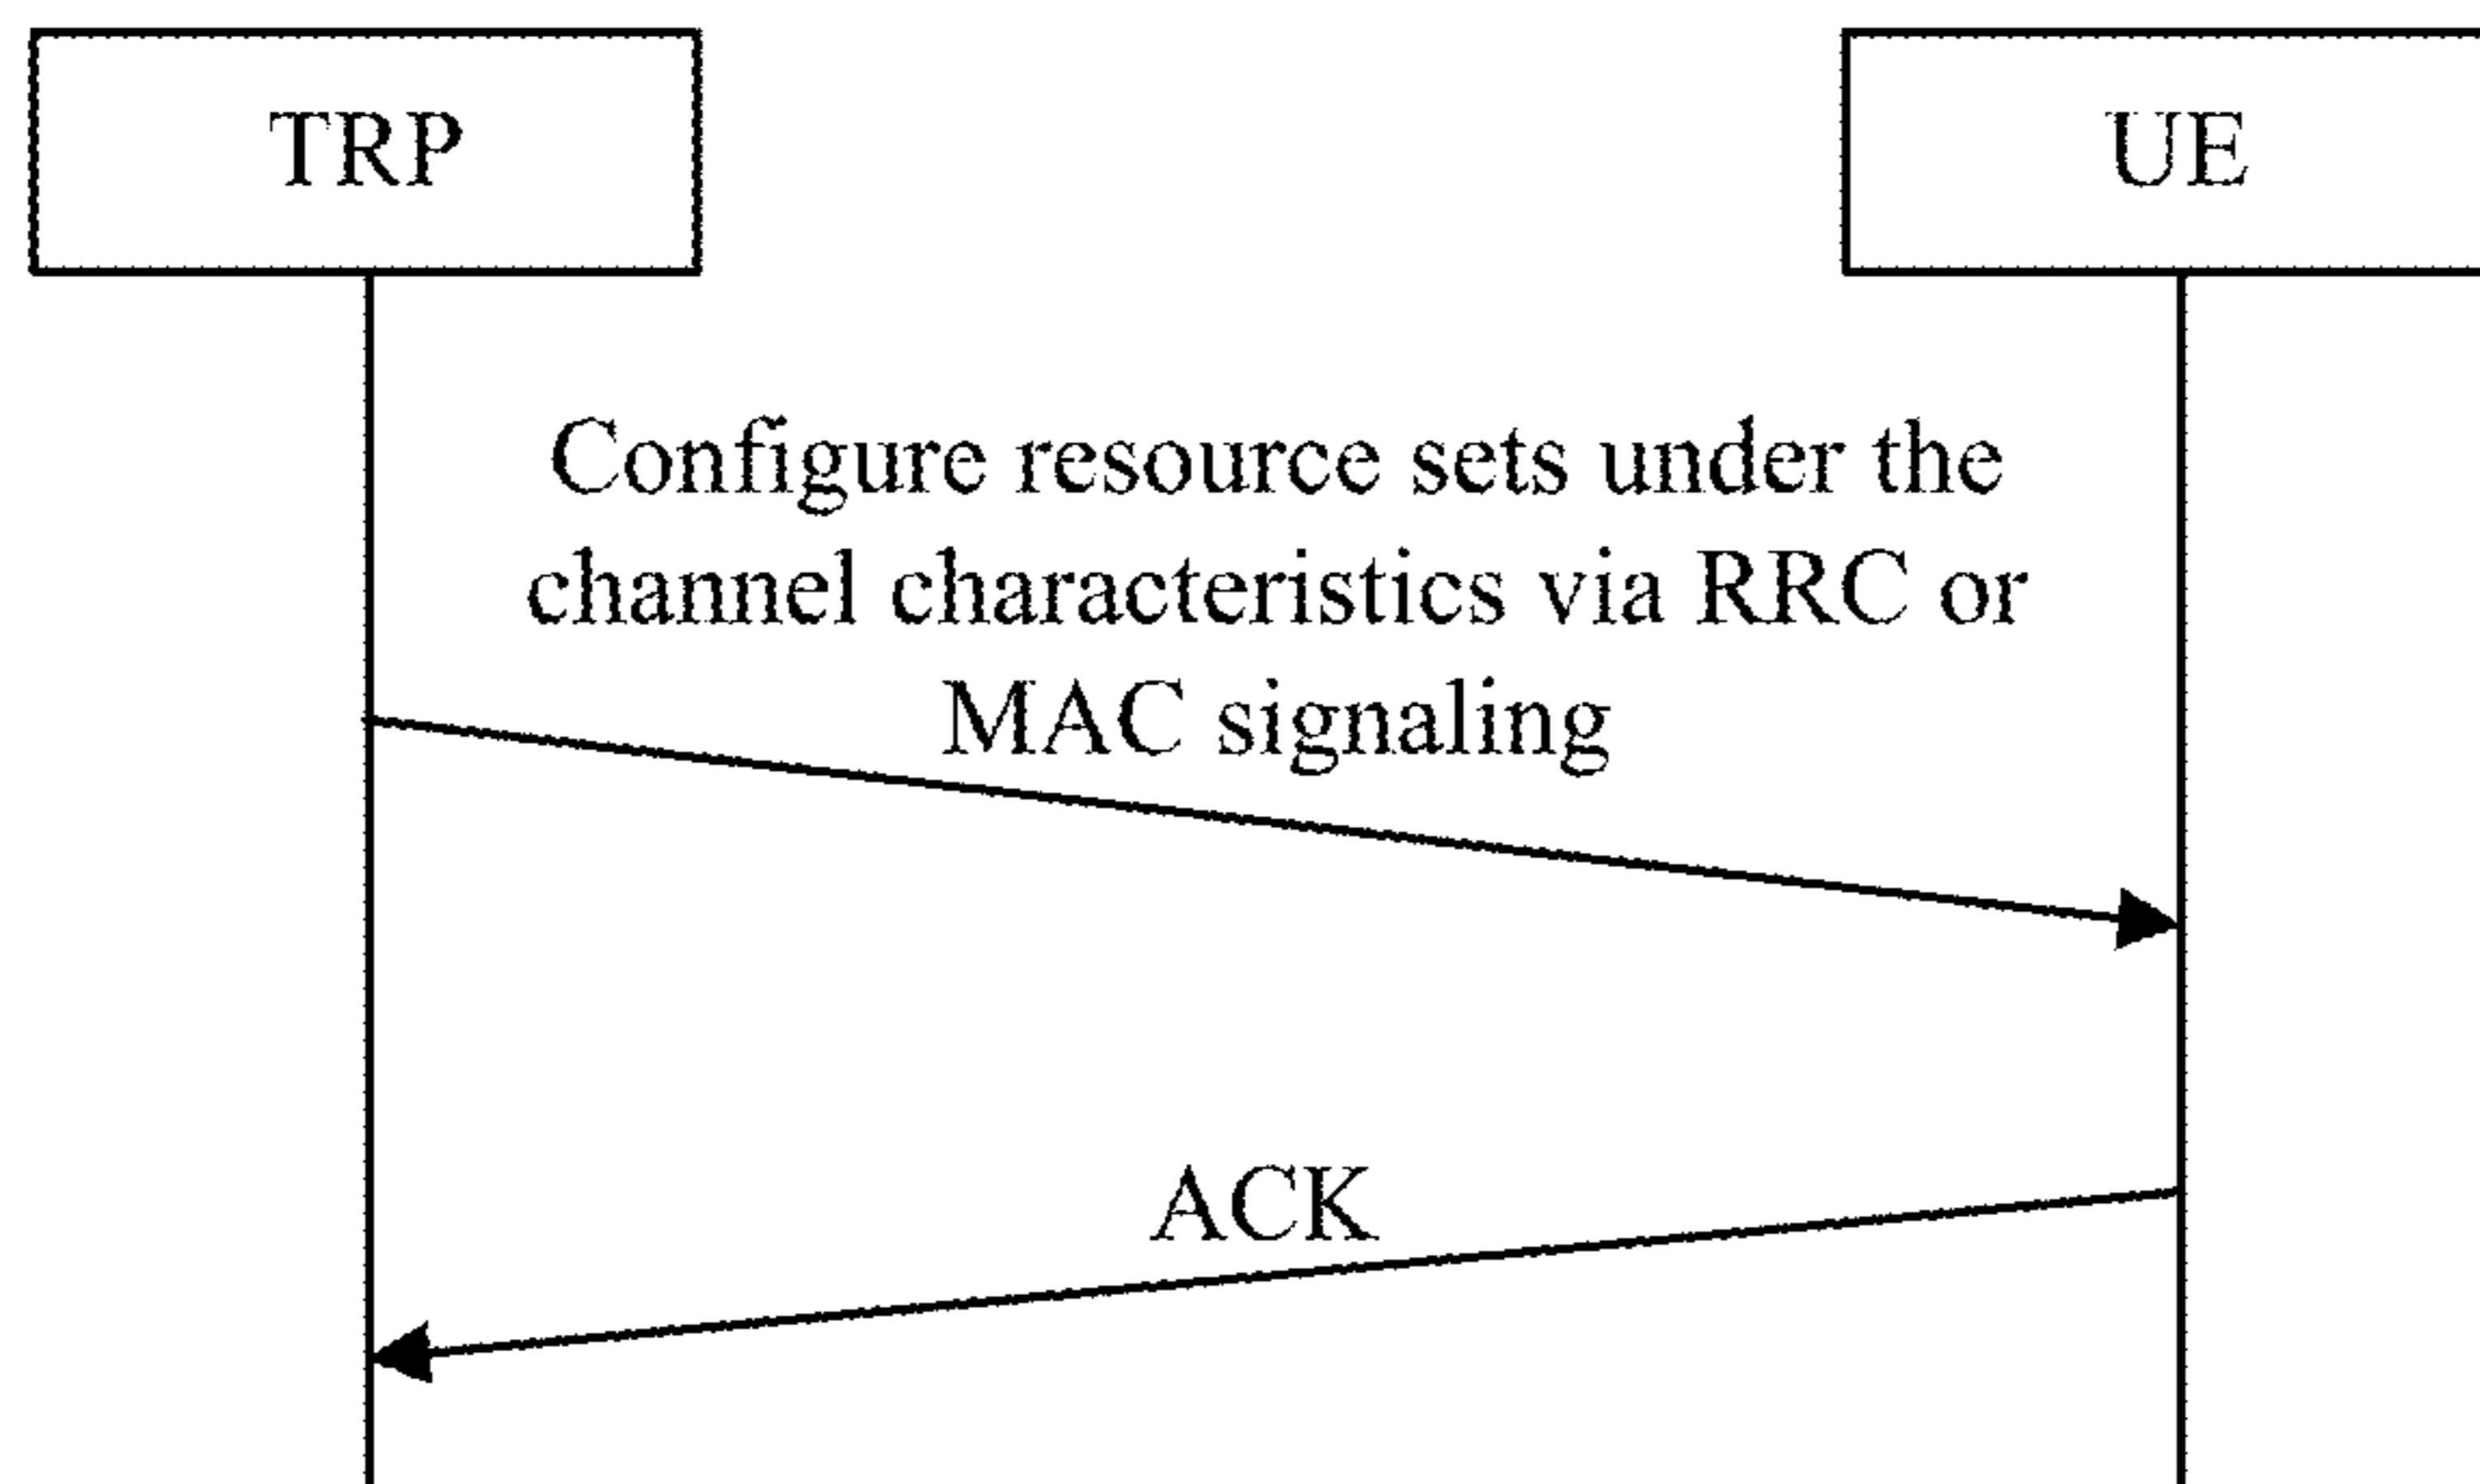 TRP
UE
Configure resource sets under the
channel characteristics via RRC or
MAC signaling
ACK